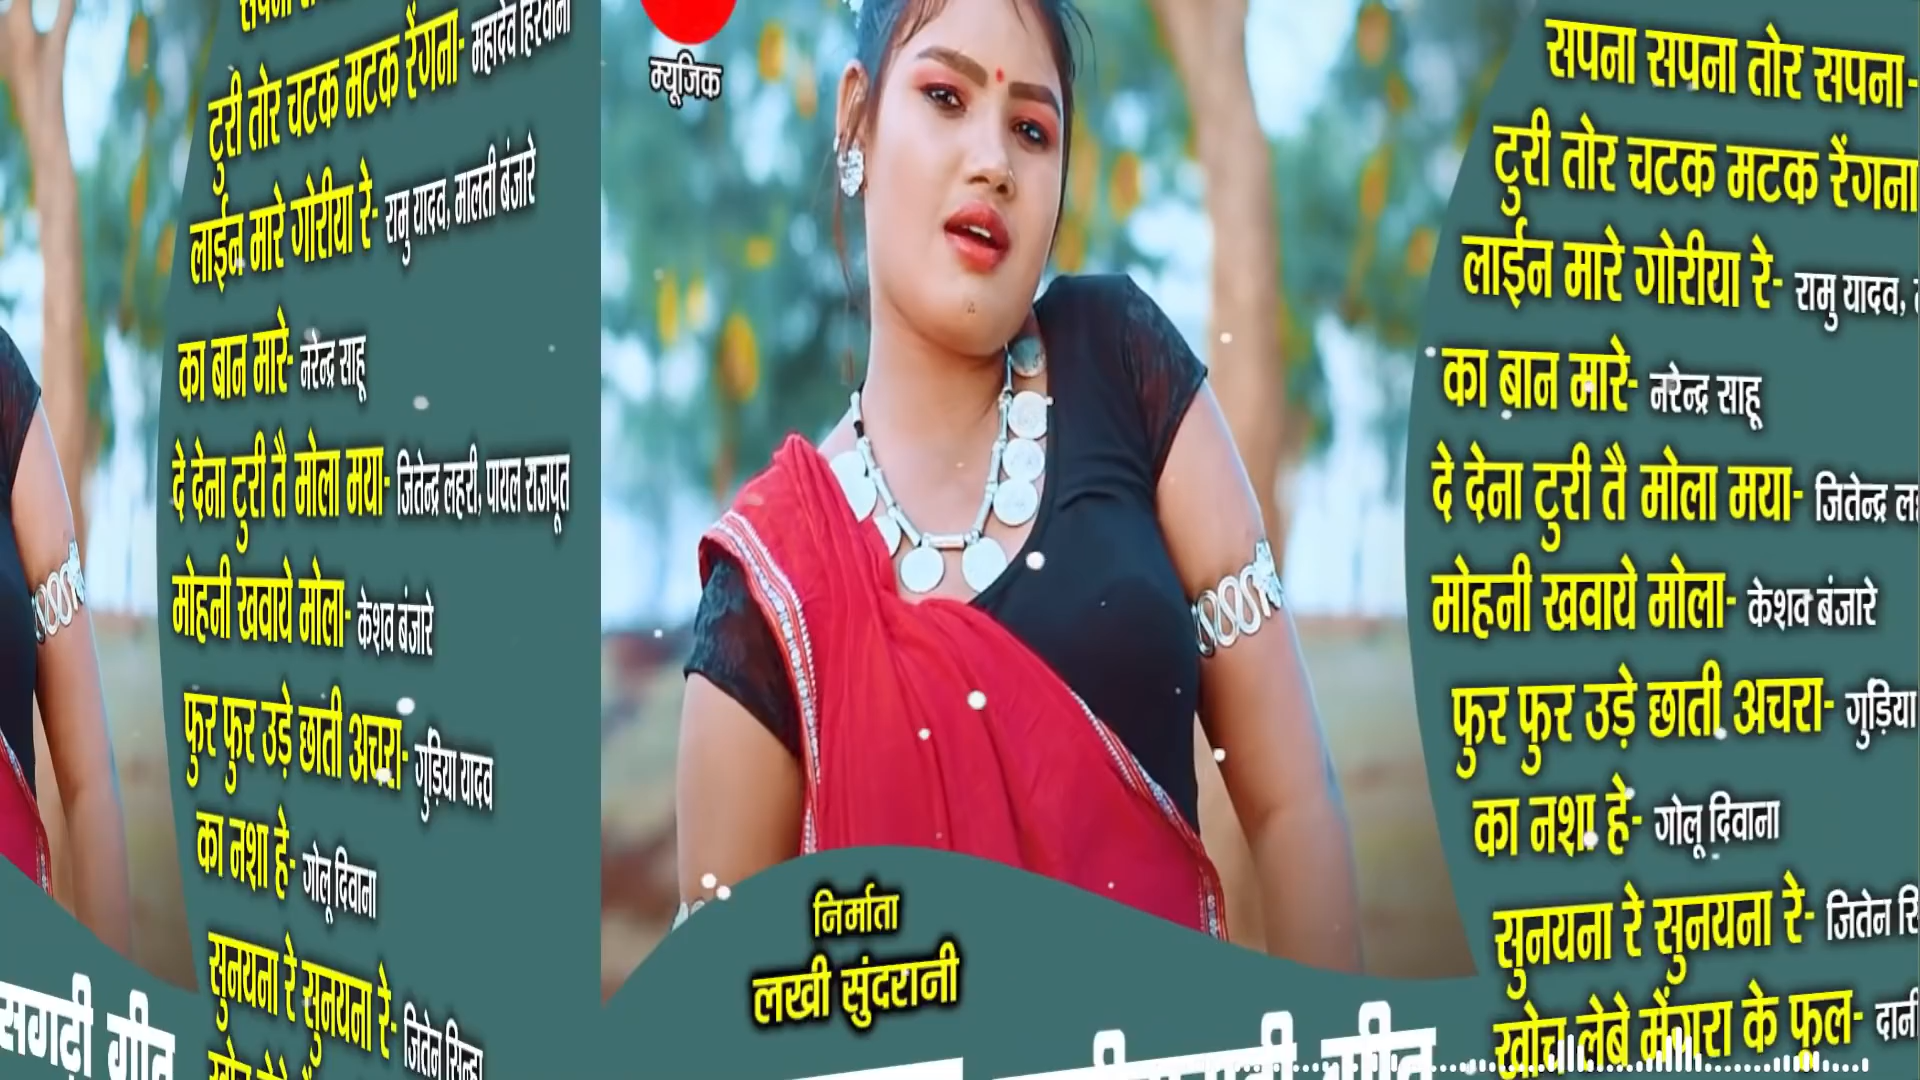 टुरी तोर चटक मटक रेंगना- महादेव हिरवानी
लाईन मारे गोरीया रे- रामु यादव, मालती बंजारे
का बान मारे- नरेन्द्र साहू
दे देना टुरी तै मोला मया- जितेन्द्र लहरी, पायल राजपूत
मोहनी खवाये मोला- केशव बंजारे
फुर फुर उड़े छाती अचरा- गुड़िया यादव
का नशा हे- गोलू दिवाना
सुनयना रे सुनयना रे- जितेन सिन्हा
गीत
म्यूजिक
निर्माता
लखी सुंदरानी
गीत
सपना सपना तोर सपना-
टुरी तोर चटक मटक रेंगना
लाईन मारे गोरीया रे- रामु यादव,
का बान मारे- नरेन्द्र साहू
दे देना टुरी तै मोला मया- जितेन्द्र
मोहनी खवाये मोला- केशव बंजारे
फुर फुर उड़े छाती अचरा- गुड़िया
का नशा हे- गोलू दिवाना
सुनयना रे सुनयना रे- जितेन
खोच लेबे मेंगरा के फुल-